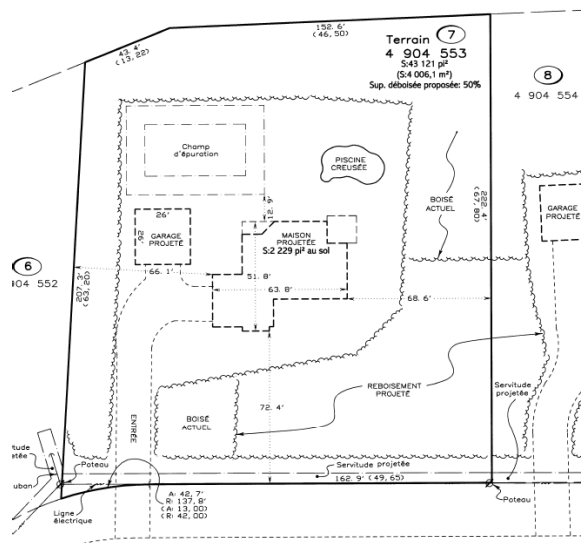 152.6'
(46,50)
43.4'
(13,22)
Terrain 7
4 904 553
S:43 121 pi²
(S:4 006,1 m²)
Sup. déboisée proposée: 50%
8
4 904 554
Champ
d'épuration
PISCINE
CREUSÉE
BOISÉ
ACTUEL
222.4'
(67,80)
12.9'
26'
26'
GARAGE
PROJETÉ
MAISON
PROJETÉE
S:2 229 pi² au sol
GARAGE
PROJETÉ
6
904 552
207.3'
(63,20)
66.1'
51.8'
63.8'
68.6'
REBOISEMENT
PROJETÉ
Servitude
projetée
72.4'
BOISÉ
ACTUEL
ENTRÉE
itude
etée
uban
Poteau
Servitude projetée
162.9' (49,65)
Poteau
Ligne
électrique
A: 42,7'
R: 137,8'
(A: 13,00)
(R: 42,00)